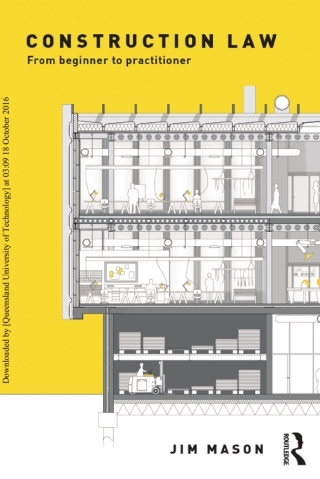 CONSTRUCTION LAW
From beginner to practitioner
Downloaded by [Queensland University of Technology] at 03:09 18 October 2016
JIM MASON
ROUTLEDGE